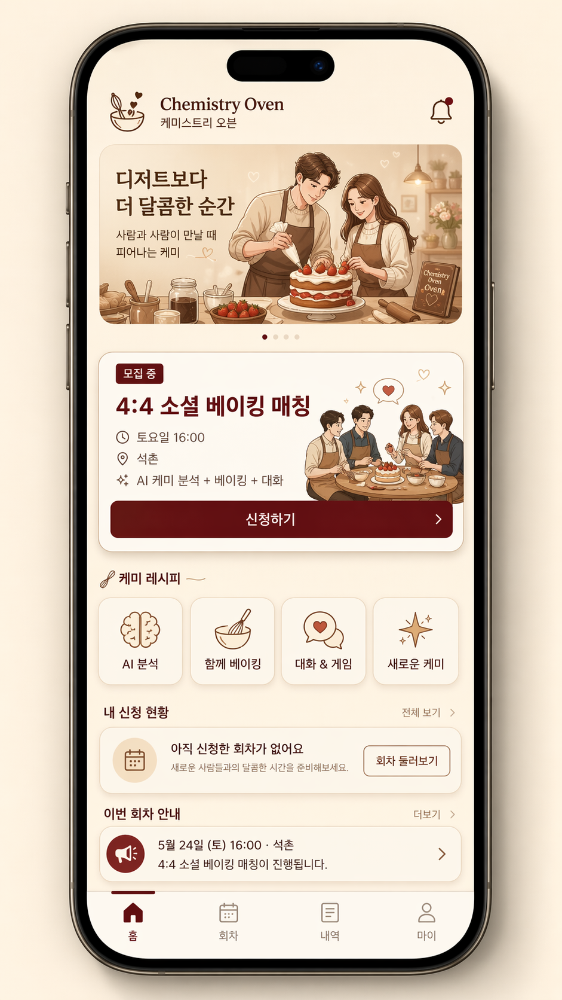 Chemistry Oven
케미스트리 오븐
디저트보다
더 달콤한 순간
사람과 사람이 만날 때
피어나는 케미
Chemistry
Oven
Oven
모집 중
4:4 소셜 베이킹 매칭
토요일 16:00
석촌
AI 케미 분석 + 베이킹 + 대화
신청하기
케미 레시피
AI 분석
함께 베이킹
대화 & 게임
새로운 케미
내 신청 현황
전체 보기
아직 신청한 회차가 없어요
새로운 사람들과의 달콤한 시간을 준비해보세요.
회차 둘러보기
이번 회차 안내
더보기
5월 24일 (토) 16:00 · 석촌
4:4 소셜 베이킹 매칭이 진행됩니다.
홈
회차
내역
마이